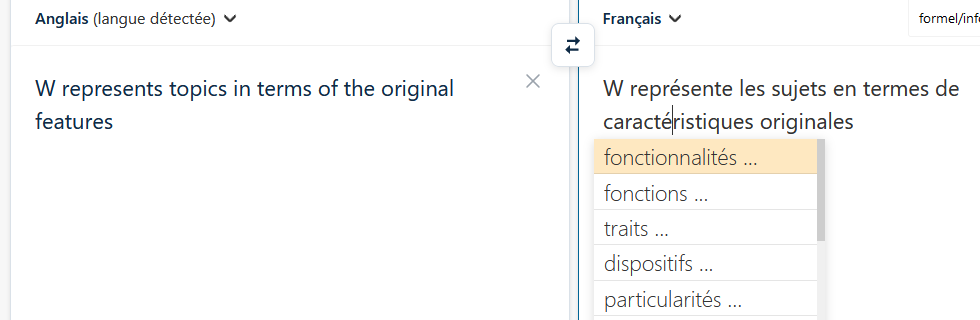 Anglais (langue détectée)
Français
formel/inf
W represents topics in terms of the original
features
W représente les sujets en termes de
caractéristiques originales
fonctionnalités ...
fonctions ...
traits ...
dispositifs ...
particularités ...